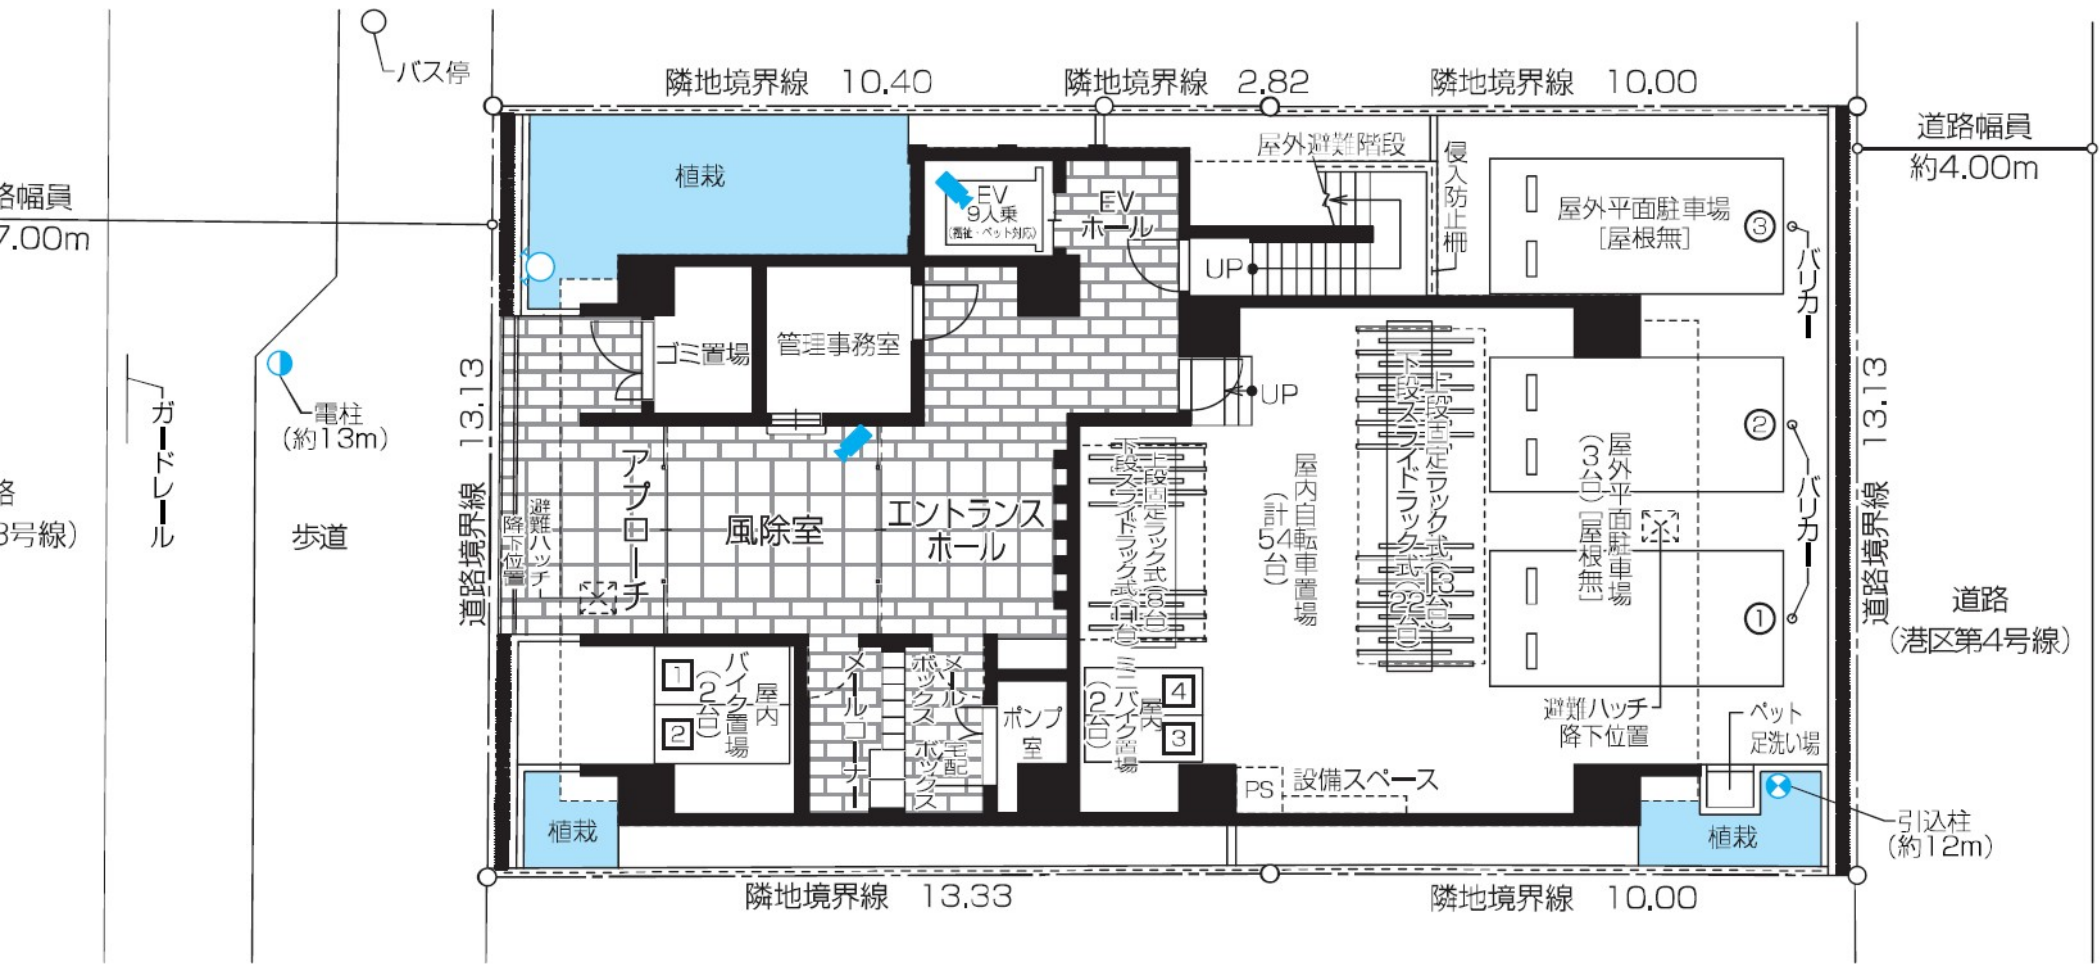 バス停
隣地境界線 10.40
隣地境界線 2.82
隣地境界線 10.00
道路幅員
約4.00m
路幅員
7.00m
植栽
EV
9人乗
(福祉・ペット対応)
EV
ホール
屋外避難階段
侵入防止柵
UP
屋外平面駐車場
[屋根無]
③
バリカー
ゴミ置場
管理事務室
UP
ガードレール
電柱
(約13m)
歩道
路
3号線)
道路境界線 13.13
避難ハッチ
降下位置
アプローチ
風除室
エントランス
ホール
上段固定ラック式(8台)
下段スライドラック式(11台)
屋内自転車置場
(計54台)
上段固定ラック式(13台)
下段スライドラック式(22台)
②
屋外平面駐車場
(3台)[屋根無]
バリカー
①
道路境界線 13.13
道路
(港区第4号線)
1
2
屋内
バイク置場
(2台)
メールコーナー
メール
ボックス
宅配
ボックス
ポンプ
室
屋内
ミニバイク置場
(2台)
4
3
避難ハッチ
降下位置
ペット
足洗い場
PS
設備スペース
植栽
植栽
引込柱
(約12m)
隣地境界線 13.33
隣地境界線 10.00